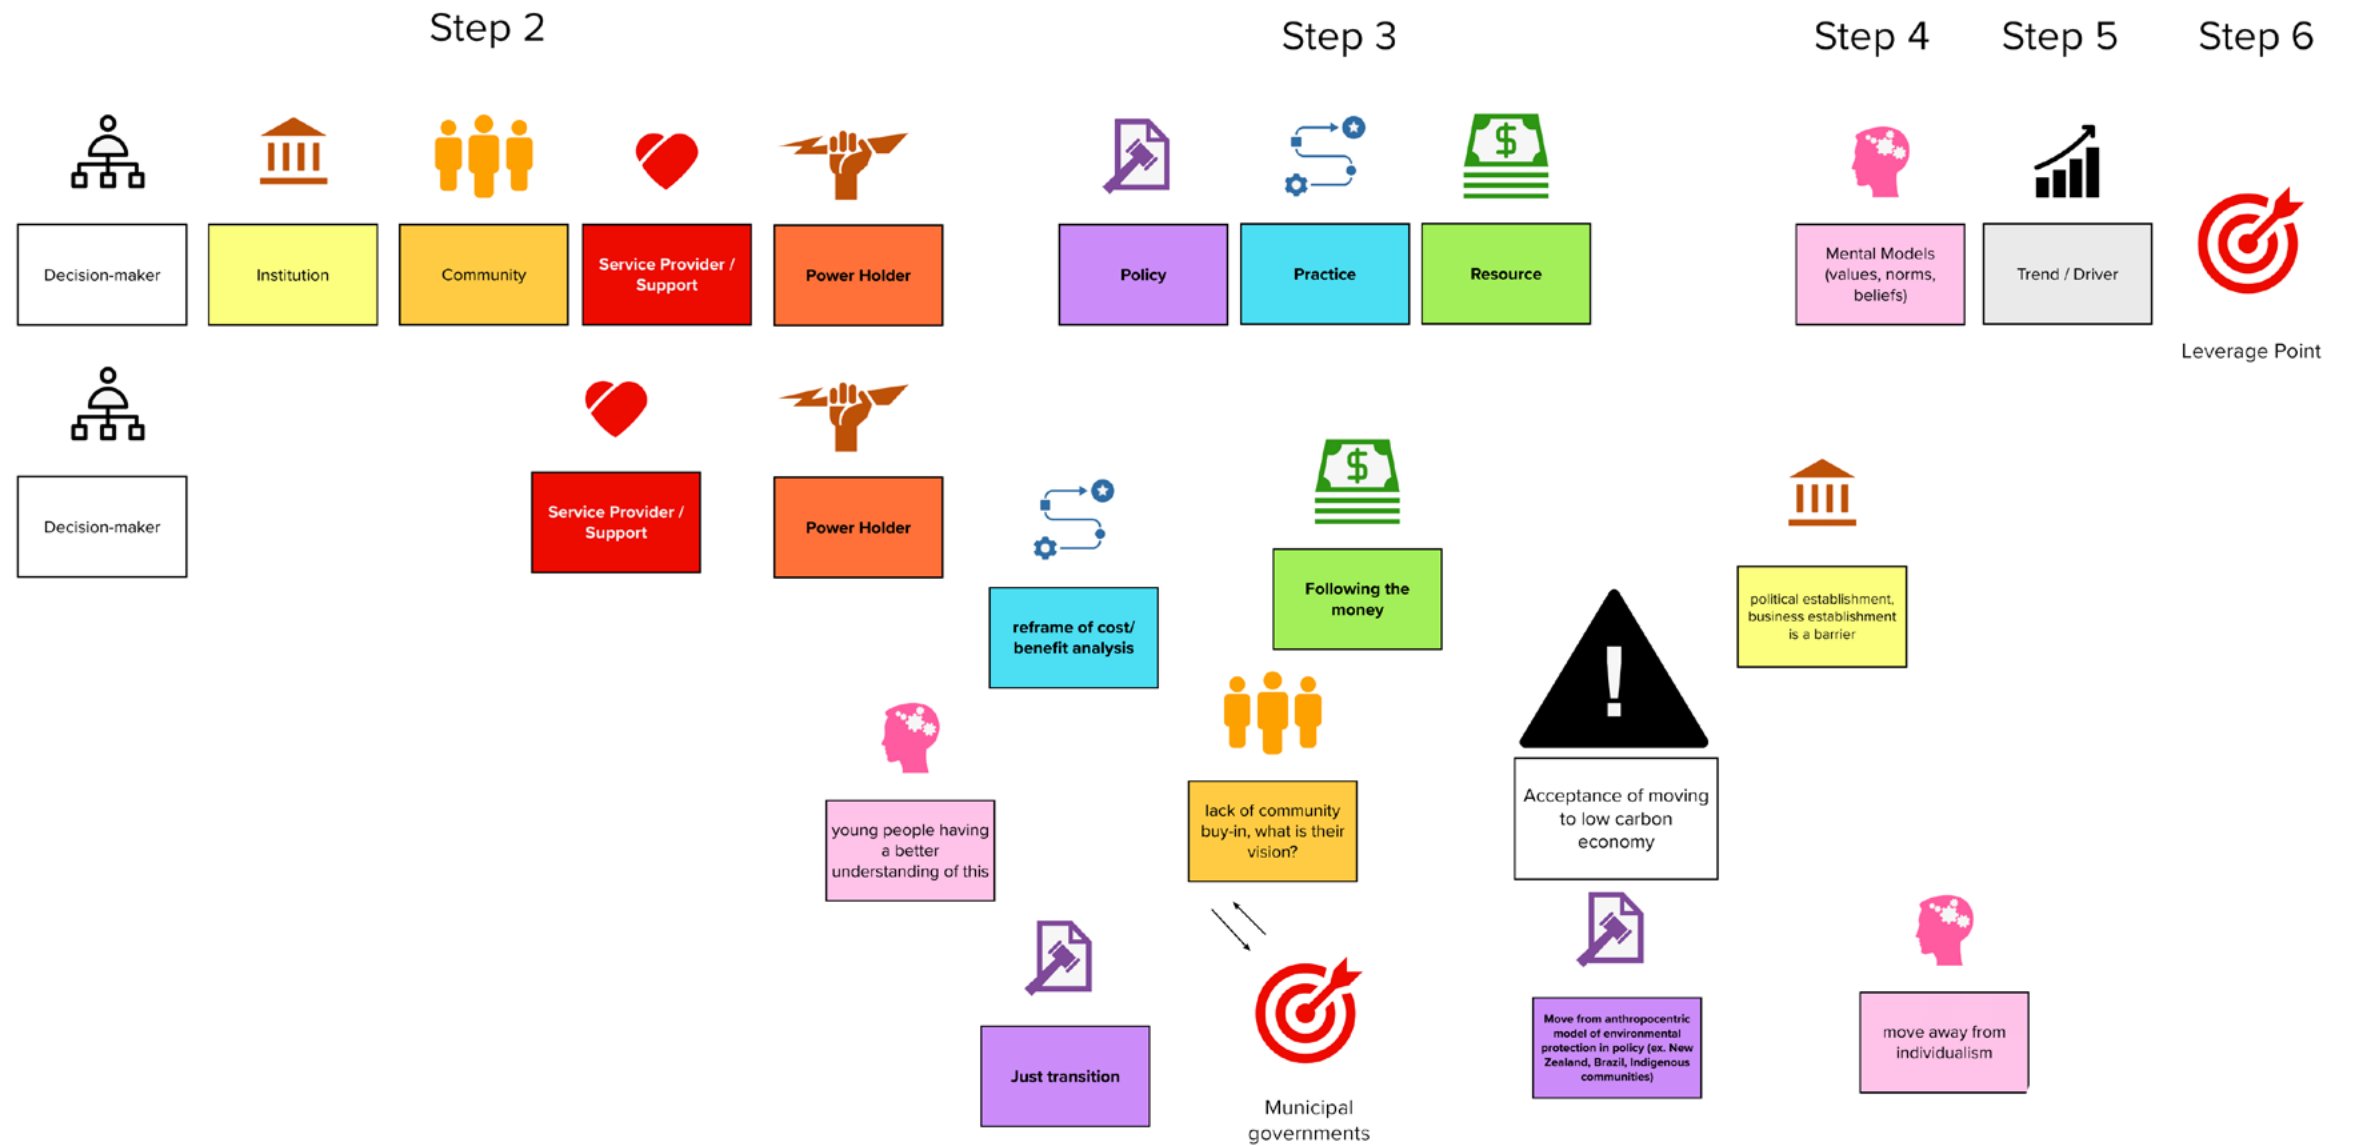 Step 2
Step 3
Step 4
Step 5
Step 6
Decision-maker
Institution
Community
Service Provider /
Support
Power Holder
Policy
Practice
Resource
Mental Models
(values, norms,
beliefs)
Trend / Driver
Leverage Point
Decision-maker
Service Provider /
Support
Power Holder
reframe of cost/
benefit analysis
Following the
money
political establishment,
business establishment
is a barrier
young people having
a better
understanding of this
lack of community
buy-in, what is their
vision?
Acceptance of moving
to low carbon
economy
Just transition
Municipal
governments
Move from anthropocentric
model of environmental
protection in policy (ex. New
Zealand, Brazil, Indigenous
communities)
move away from
individualism